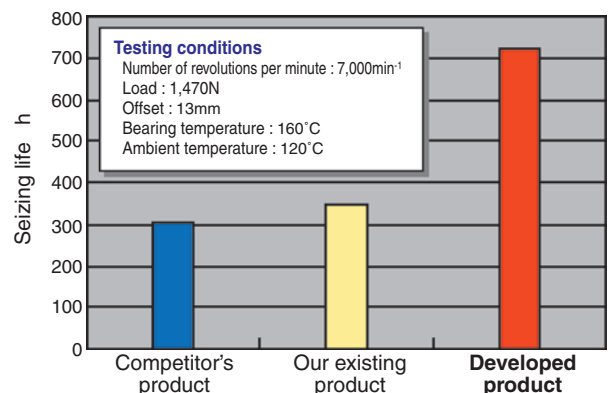 800
700
600
500
400
300
200
100
0
Seizing life h
Testing conditions
Number of revolutions per minute : 7,000min⁻¹
Load : 1,470N
Offset : 13mm
Bearing temperature : 160˚C
Ambient temperature : 120˚C
Competitor's
product
Our existing
product
Developed
product